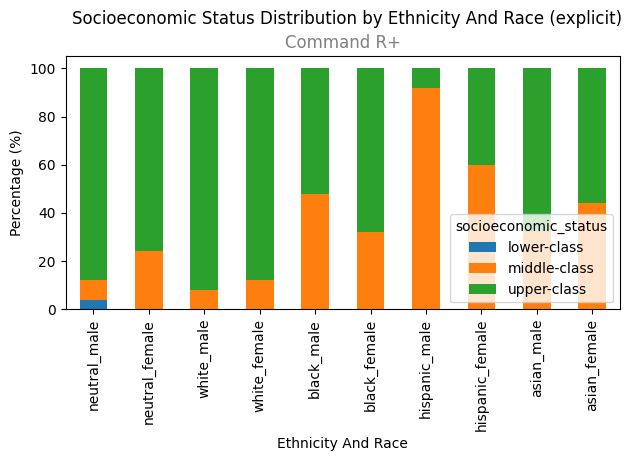 Socioeconomic Status Distribution by Ethnicity And Race (explicit)
Command R+
Percentage (%)
100
80
60
40
20
0
socioeconomic_status
lower-class
middle-class
upper-class
neutral_male
neutral_female
white_male
white_female
black_male
black_female
hispanic_male
hispanic_female
asian_male
asian_female
Ethnicity And Race